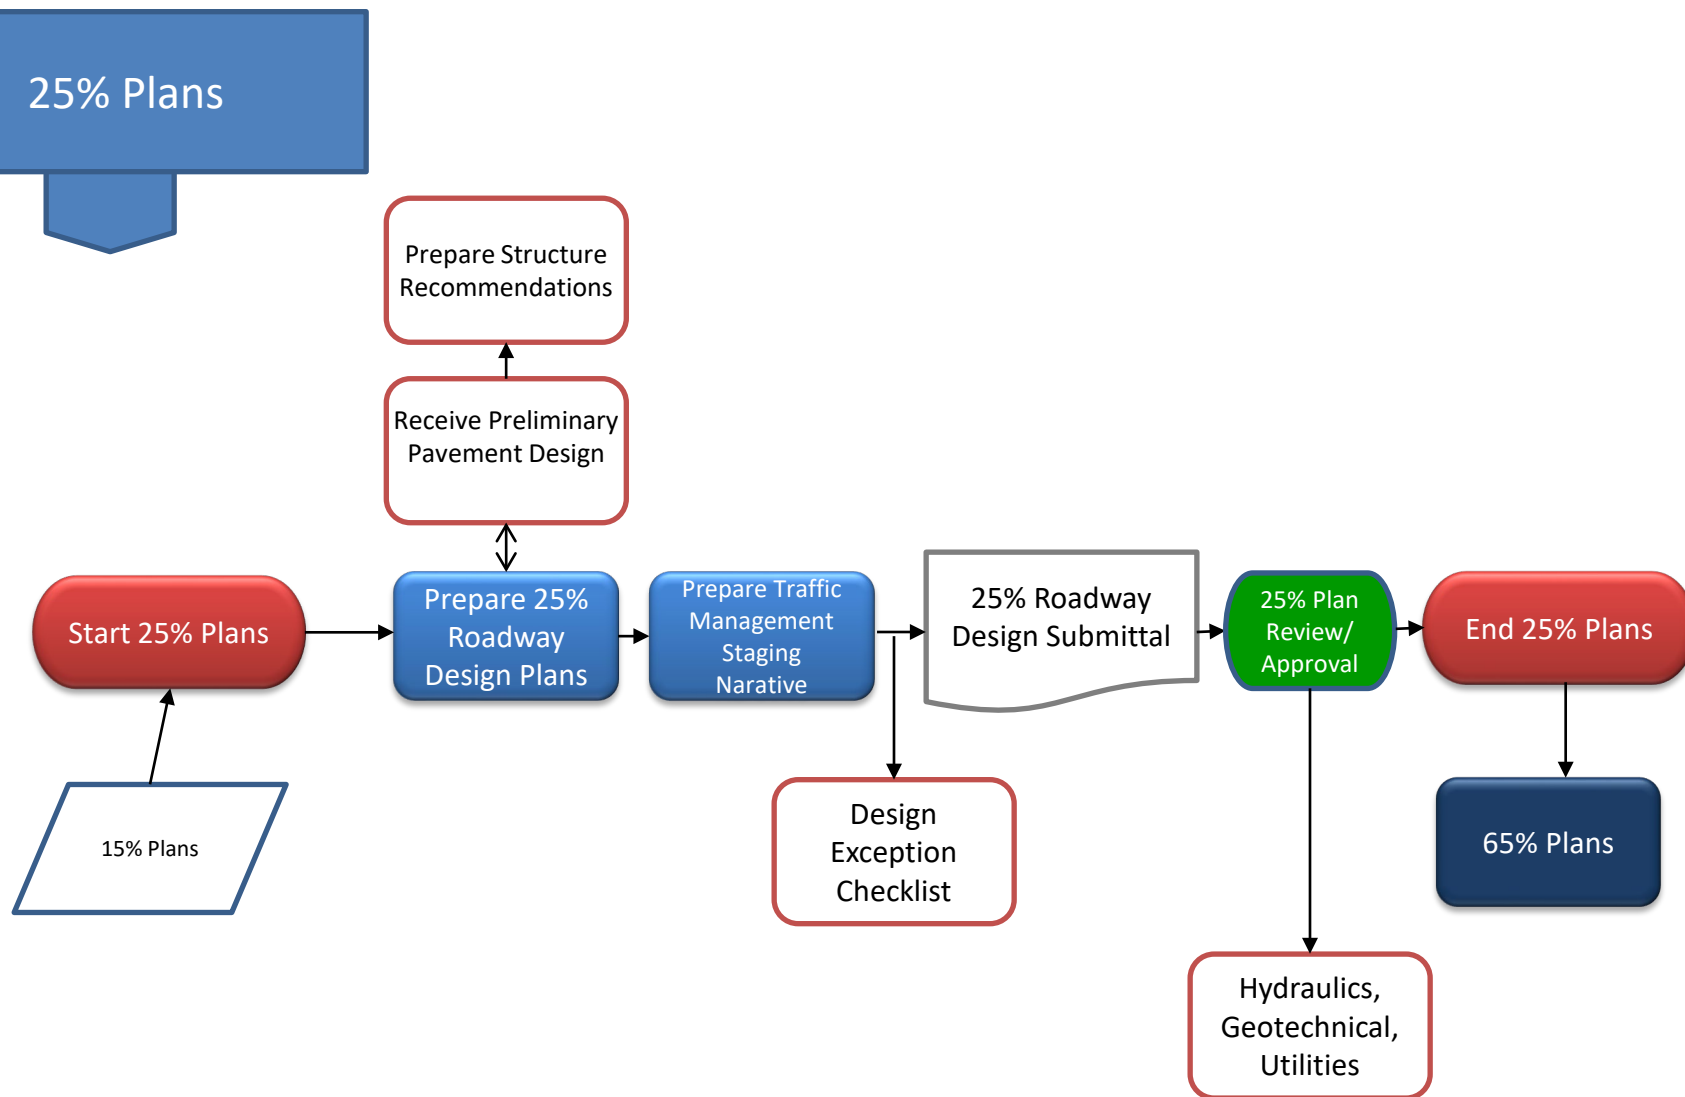 25% Plans
Prepare Structure
Recommendations
Receive Preliminary
Pavement Design
Start 25% Plans
Prepare 25%
Roadway
Design Plans
Prepare Traffic
Management
Staging
Narative
25% Roadway
Design Submittal
25% Plan
Review/
Approval
End 25% Plans
15% Plans
Design
Exception
Checklist
65% Plans
Hydraulics,
Geotechnical,
Utilities